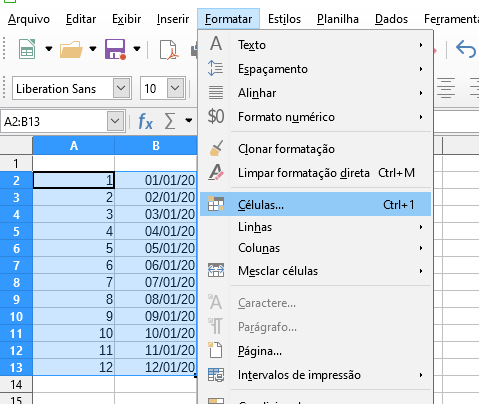 Arquivo Editar Exibir Inserir Formatar Estilos Planilha Dados Ferramenta
Liberation Sans 10
A2:B13 fx Σ
A B
1
2 1 01/01/20
3 2 02/01/20
4 3 03/01/20
5 4 04/01/20
6 5 05/01/20
7 6 06/01/20
8 7 07/01/20
9 8 08/01/20
10 9 09/01/20
11 10 10/01/20
12 11 11/01/20
13 12 12/01/20
14
15
Texto
Espaçamento
Alinhar
$0 Formato numérico
Clonar formatação
Limpar formatação direta Ctrl+M
Células... Ctrl+1
Linhas
Colunas
Mesclar células
A Caractere...
¶ Parágrafo...
Página...
Intervalos de impressão